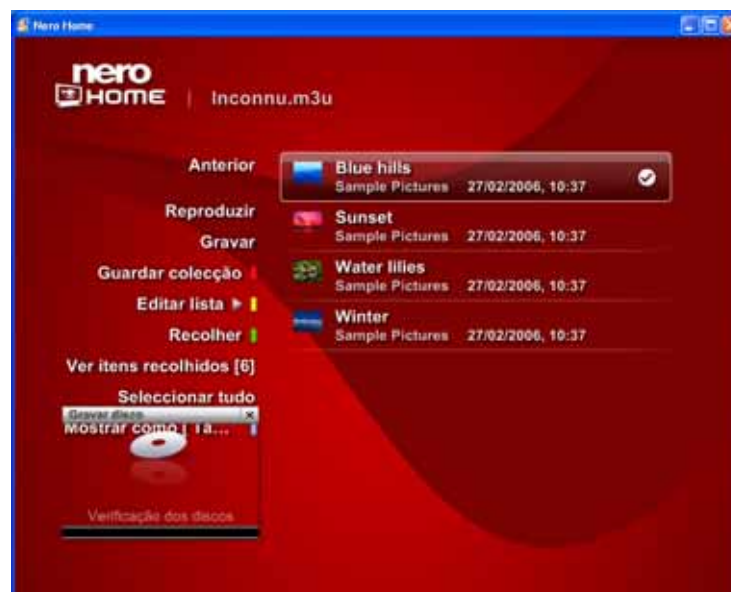 Nero Home
nero
HOME | Inconnu.m3u
Anterior
Reproduzir
Gravar
Guardar colecção
Editar lista
Recolher
Ver itens recolhidos [6]
Seleccionar tudo
Mostrar como | Ta...
Blue hills
Sample Pictures 27/02/2006, 10:37
Sunset
Sample Pictures 27/02/2006, 10:37
Water lilies
Sample Pictures 27/02/2006, 10:37
Winter
Sample Pictures 27/02/2006, 10:37
Gravar disco
Verificação dos discos